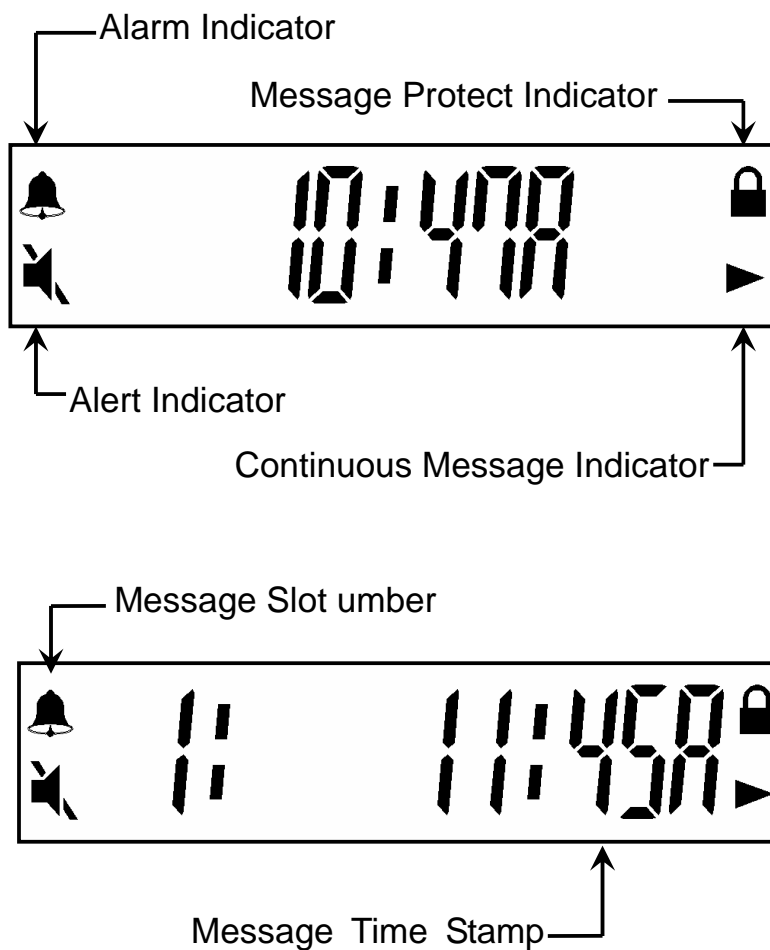 Alarm Indicator
Message Protect Indicator
10:47A
Alert Indicator
Continuous Message Indicator
Message Slot umber
1: 11:45A
Message Time Stamp